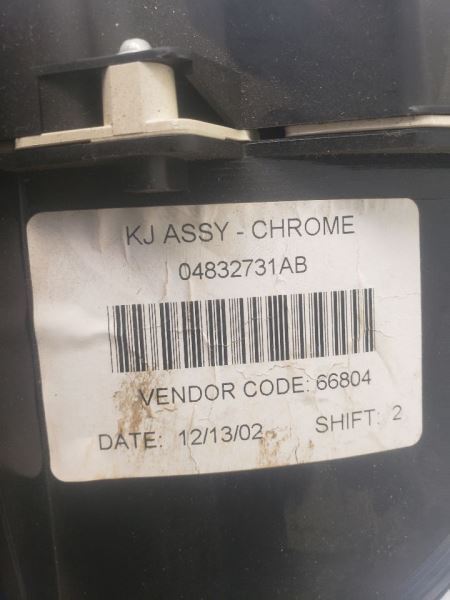 KJ ASSY - CHROME
04832731AB
VENDOR CODE: 66804
DATE: 12/13/02 SHIFT: 2